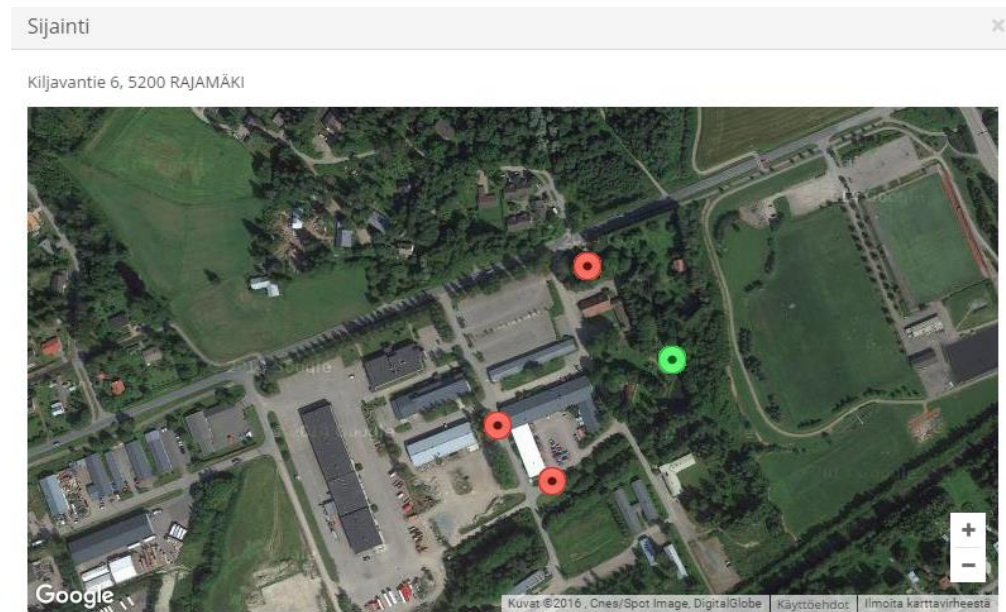 Sijainti
×
Kiljavantie 6, 5200 RAJAMÄKI
+
−
Google
Kuvat ©2016 , Cnes/Spot Image, DigitalGlobe
Käyttöehdot
Ilmoita karttavirheestä